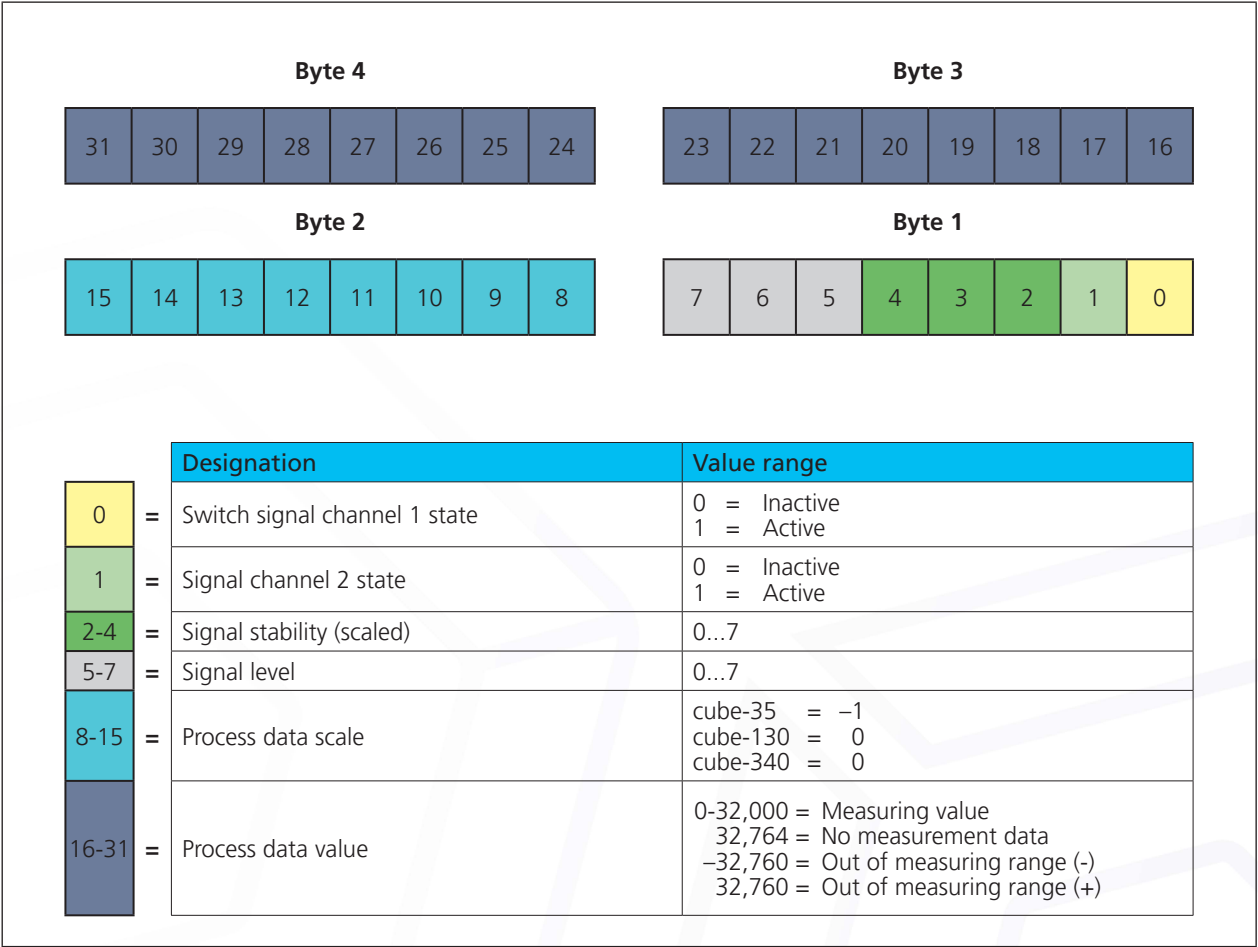 Byte 4 Byte 3
31 30 29 28 27 26 25 24 23 22 21 20 19 18 17 16
Byte 2 Byte 1
15 14 13 12 11 10 9 8 7 6 5 4 3 2 1 0
Designation Value range
0 = Switch signal channel 1 state 0 = Inactive
1 = Active
1 = Signal channel 2 state 0 = Inactive
1 = Active
2-4 = Signal stability (scaled) 0...7
5-7 = Signal level 0...7
8-15 = Process data scale cube-35 = –1
cube-130 = 0
cube-340 = 0
16-31 = Process data value 0-32,000 = Measuring value
32,764 = No measurement data
–32,760 = Out of measuring range (-)
32,760 = Out of measuring range (+)